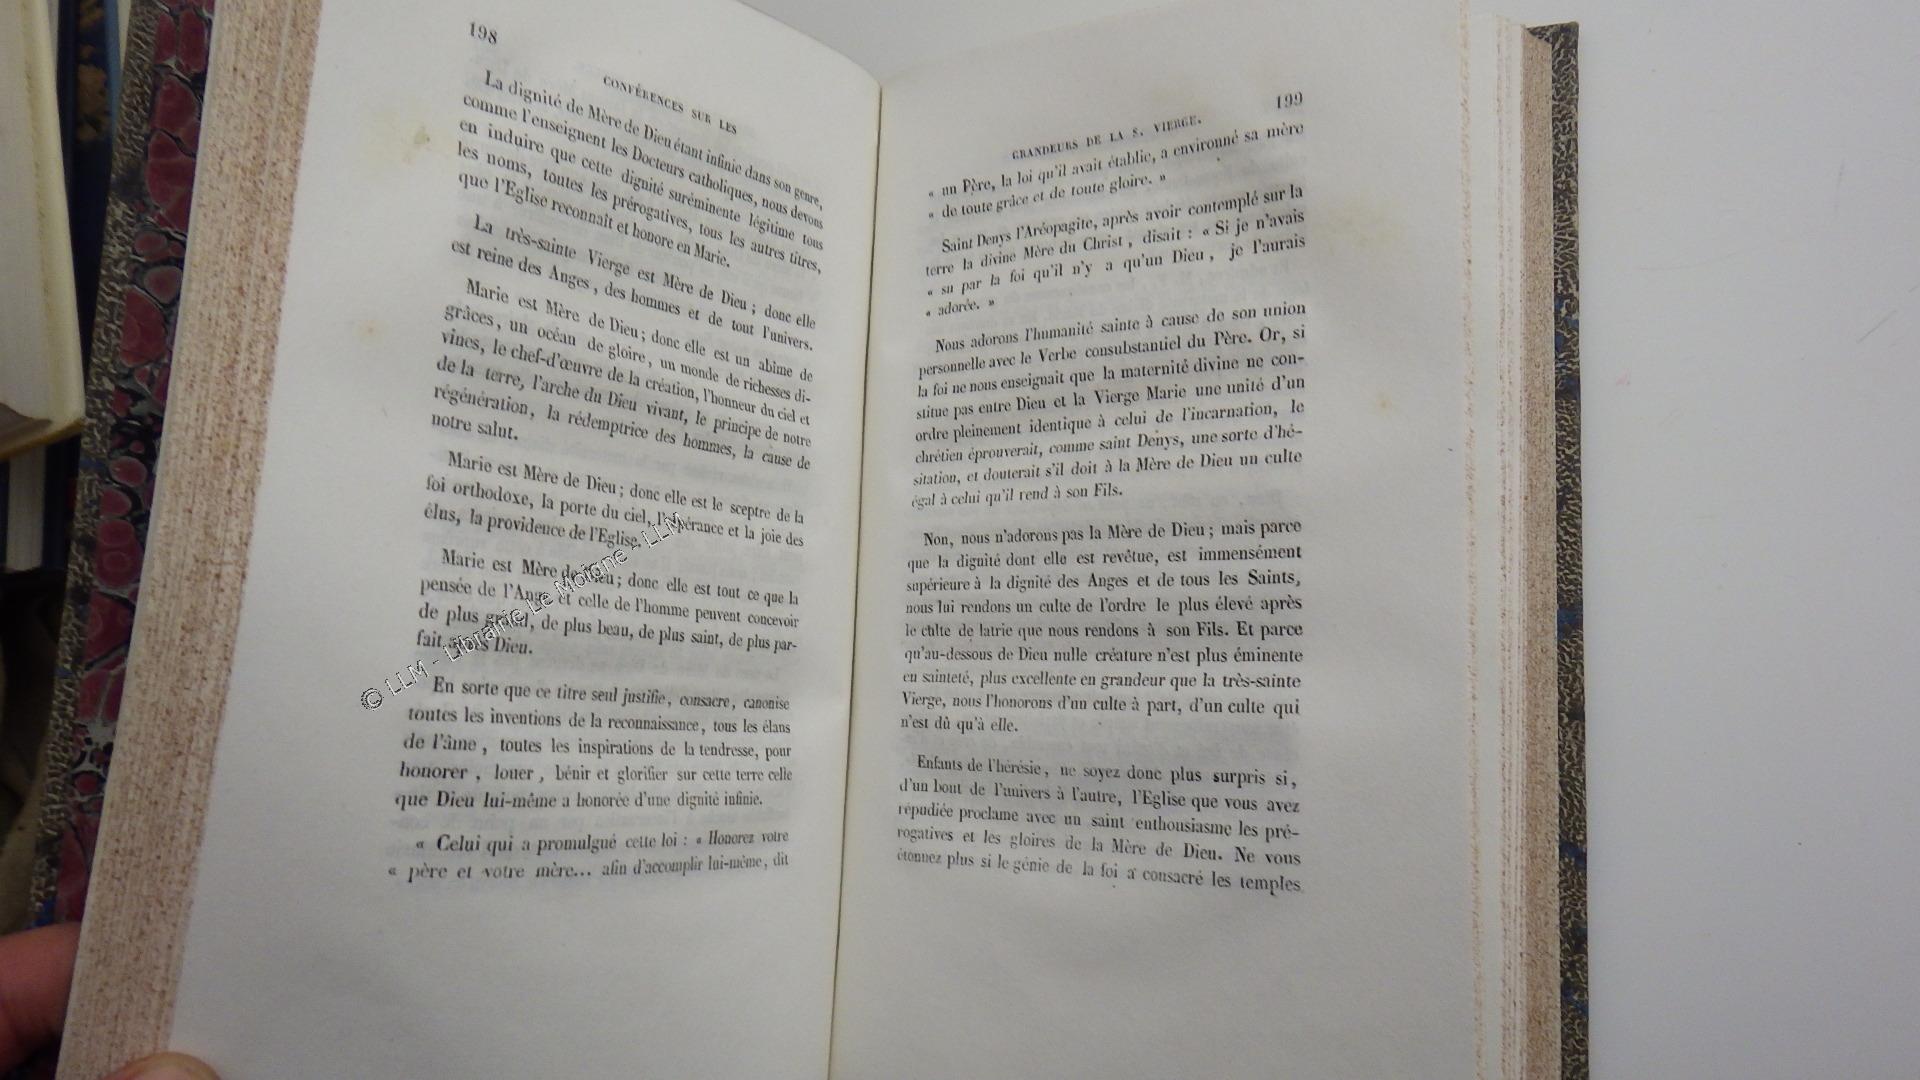 198
CONFÉRENCES SUR LES
La dignité de Mère de Dieu étant infinie dans son genre,
comme l'enseignent les Docteurs catholiques, nous devons
en induire que cette dignité suréminente légitime tous
les noms, toutes les prérogatives, tous les autres titres,
que l'Eglise reconnaît et honore en Marie.
La très-sainte Vierge est Mère de Dieu ; donc elle
est reine des Anges, des hommes et de tout l'univers.
Marie est Mère de Dieu ; donc elle est un abîme de
grâces, un océan de gloire, un monde de richesses di-
vines, le chef-d'œuvre de la création, l'honneur du ciel et
de la terre, l'arche du Dieu vivant, le principe de notre
régénération, la rédemptrice des hommes, la cause de
notre salut.
Marie est Mère de Dieu ; donc elle est le sceptre de la
foi orthodoxe, la porte du ciel, l'espérance et la joie des
élus, la providence de l'Eglise.
Marie est Mère de Dieu ; donc elle est tout ce que la
pensée de l'Ange et celle de l'homme peuvent concevoir
de plus grand, de plus beau, de plus saint, de plus par-
fait après Dieu.
En sorte que ce titre seul justifie, consacre, canonise
toutes les inventions de la reconnaissance, tous les élans
de l'âme, toutes les inspirations de la tendresse, pour
honorer, louer, bénir et glorifier sur cette terre celle
que Dieu lui-même a honorée d'une dignité infinie.
« Celui qui a promulgué cette loi : « Honorez votre
« père et votre mère... afin d'accomplir lui-même, dit
© LLM - Librairie Le Moigne - LLM
199
GRANDEURS DE LA S. VIERGE.
« un Père, la loi qu'il avait établie, a environné sa mère
« de toute grâce et de toute gloire. »
Saint Denys l'Aréopagite, après avoir contemplé sur la
terre la divine Mère du Christ, disait : « Si je n'avais
« su par la foi qu'il n'y a qu'un Dieu, je l'aurais
« adorée. »
Nous adorons l'humanité sainte à cause de son union
personnelle avec le Verbe consubstantiel du Père. Or, si
la foi ne nous enseignait que la maternité divine ne con-
stitue pas entre Dieu et la Vierge Marie une unité d'un
ordre pleinement identique à celui de l'incarnation, le
chrétien éprouverait, comme saint Denys, une sorte d'hé-
sitation, et douterait s'il doit à la Mère de Dieu un culte
égal à celui qu'il rend à son Fils.
Non, nous n'adorons pas la Mère de Dieu ; mais parce
que la dignité dont elle est revêtue, est immensément
supérieure à la dignité des Anges et de tous les Saints,
nous lui rendons un culte de l'ordre le plus élevé après
le culte de latrie que nous rendons à son Fils. Et parce
qu'au-dessous de Dieu nulle créature n'est plus éminente
en sainteté, plus excellente en grandeur que la très-sainte
Vierge, nous l'honorons d'un culte à part, d'un culte qui
n'est dû qu'à elle.
Enfants de l'hérésie, ne soyez donc plus surpris si,
d'un bout de l'univers à l'autre, l'Eglise que vous avez
répudiée proclame avec un saint enthousiasme les pré-
rogatives et les gloires de la Mère de Dieu. Ne vous
étonnez plus si le génie de la foi a consacré les temples